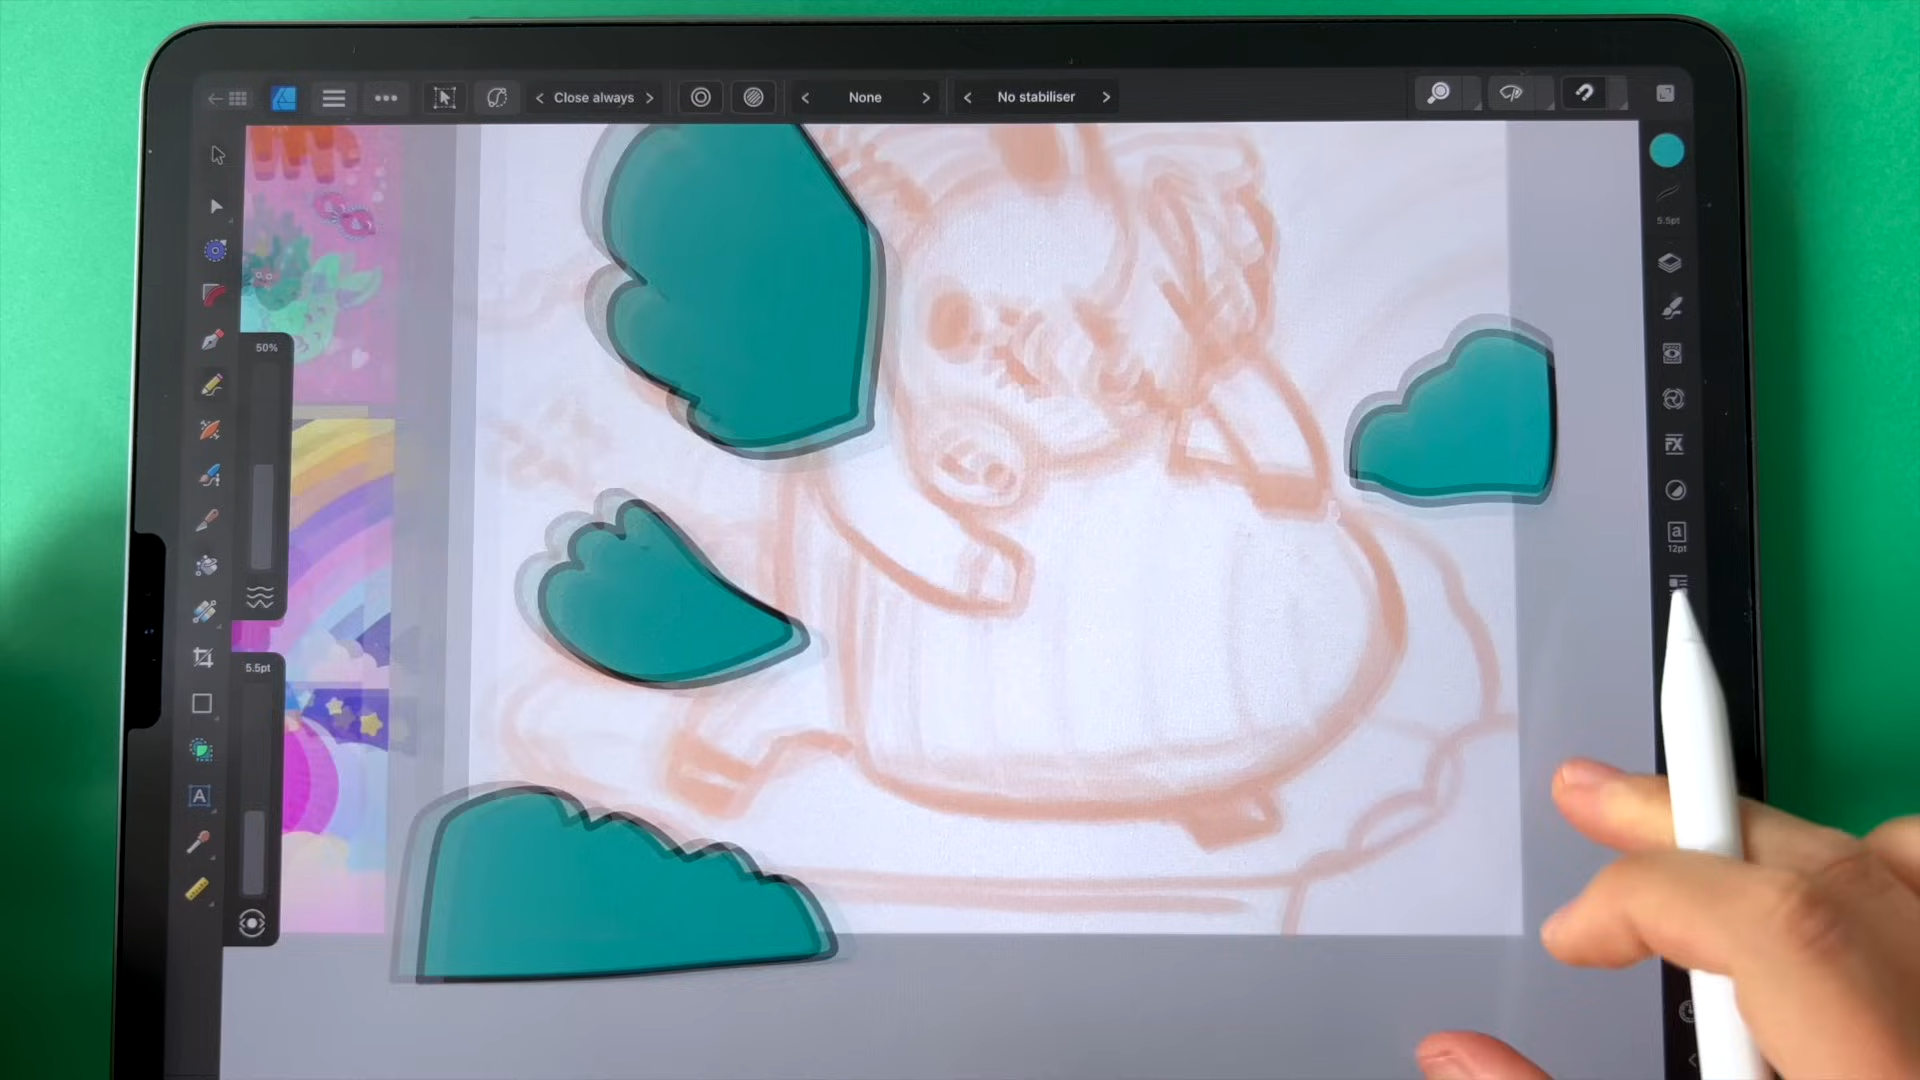 Close always
None
No stabiliser
5.5pt
50%
FX
a
12pt
5.5pt
A